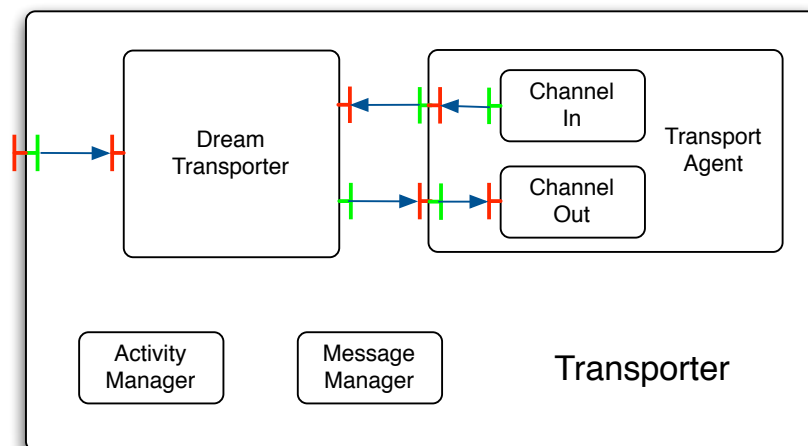 Dream
Transporter
Channel
In
Transport
Agent
Channel
Out
Activity
Manager
Message
Manager
Transporter